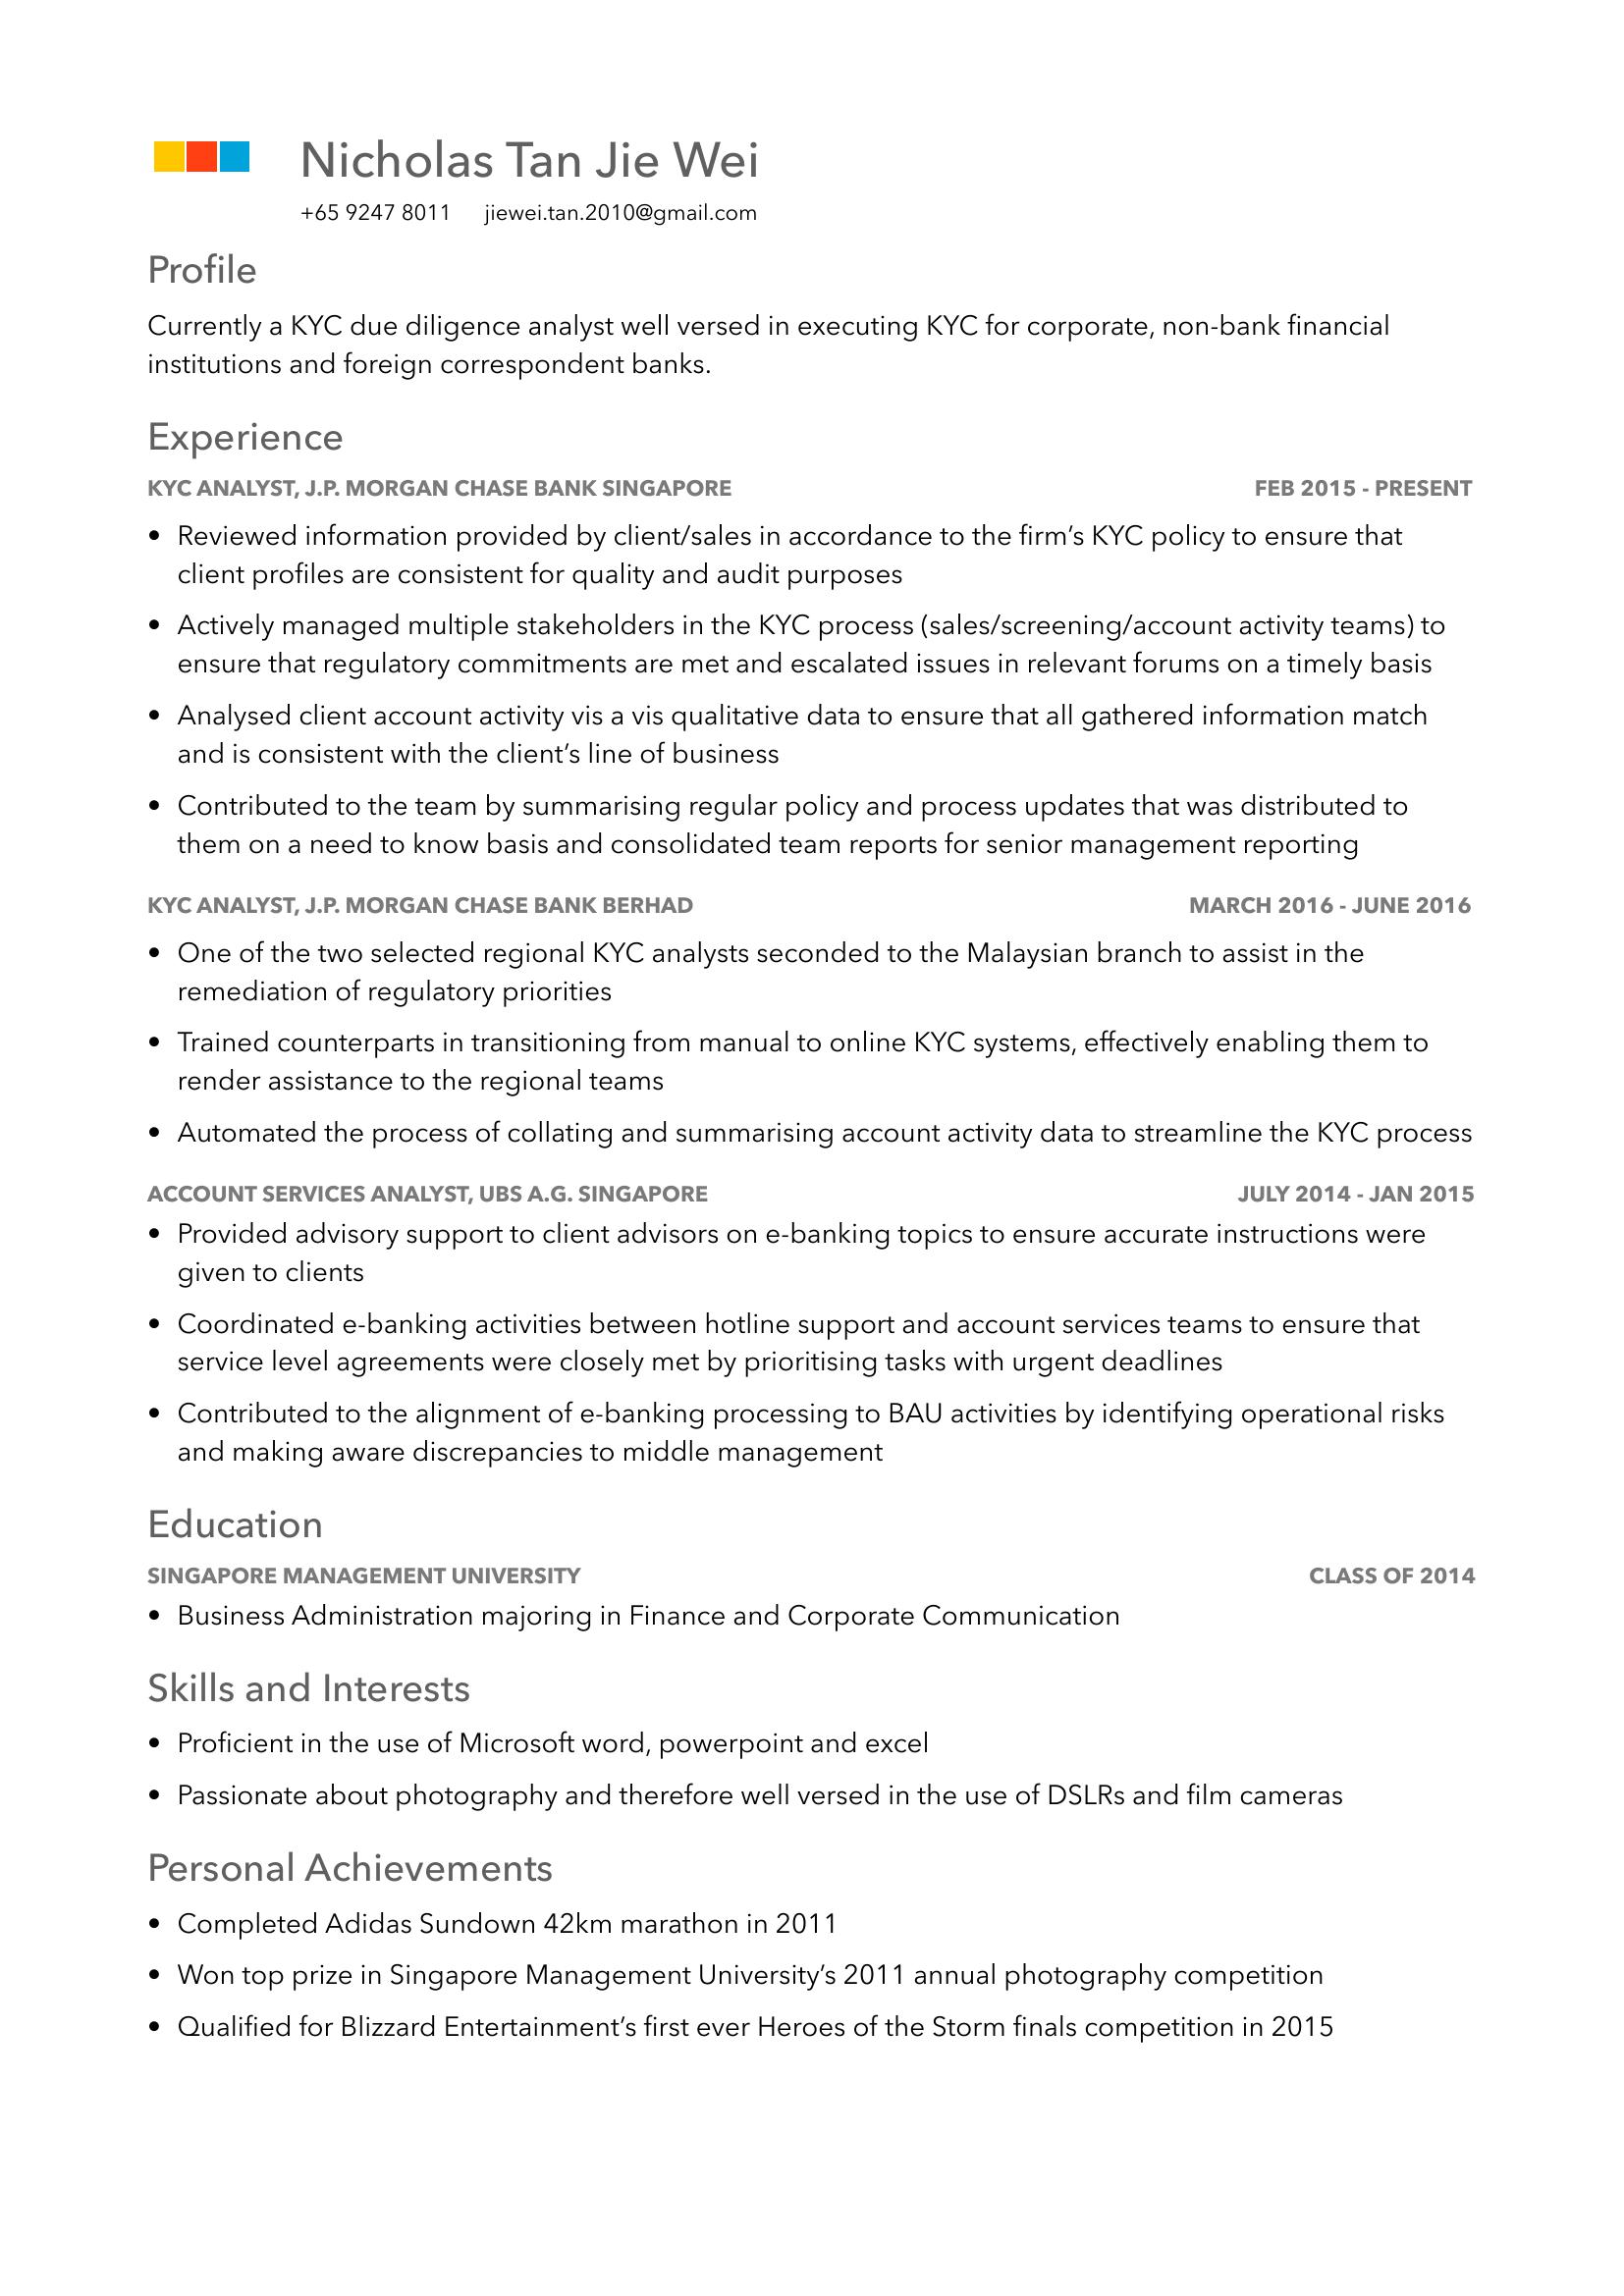 Nicholas Tan Jie Wei
+65 9247 8011 jiewei.tan.2010@gmail.com
Profile
Currently a KYC due diligence analyst well versed in executing KYC for corporate, non-bank financial
institutions and foreign correspondent banks.
Experience
KYC ANALYST, J.P. MORGAN CHASE BANK SINGAPORE FEB 2015 - PRESENT
• Reviewed information provided by client/sales in accordance to the firm’s KYC policy to ensure that
client profiles are consistent for quality and audit purposes
• Actively managed multiple stakeholders in the KYC process (sales/screening/account activity teams) to
ensure that regulatory commitments are met and escalated issues in relevant forums on a timely basis
• Analysed client account activity vis a vis qualitative data to ensure that all gathered information match
and is consistent with the client’s line of business
• Contributed to the team by summarising regular policy and process updates that was distributed to
them on a need to know basis and consolidated team reports for senior management reporting
KYC ANALYST, J.P. MORGAN CHASE BANK BERHAD MARCH 2016 - JUNE 2016
• One of the two selected regional KYC analysts seconded to the Malaysian branch to assist in the
remediation of regulatory priorities
• Trained counterparts in transitioning from manual to online KYC systems, effectively enabling them to
render assistance to the regional teams
• Automated the process of collating and summarising account activity data to streamline the KYC process
ACCOUNT SERVICES ANALYST, UBS A.G. SINGAPORE JULY 2014 - JAN 2015
• Provided advisory support to client advisors on e-banking topics to ensure accurate instructions were
given to clients
• Coordinated e-banking activities between hotline support and account services teams to ensure that
service level agreements were closely met by prioritising tasks with urgent deadlines
• Contributed to the alignment of e-banking processing to BAU activities by identifying operational risks
and making aware discrepancies to middle management
Education
SINGAPORE MANAGEMENT UNIVERSITY CLASS OF 2014
• Business Administration majoring in Finance and Corporate Communication
Skills and Interests
• Proficient in the use of Microsoft word, powerpoint and excel
• Passionate about photography and therefore well versed in the use of DSLRs and film cameras
Personal Achievements
• Completed Adidas Sundown 42km marathon in 2011
• Won top prize in Singapore Management University’s 2011 annual photography competition
• Qualified for Blizzard Entertainment’s first ever Heroes of the Storm finals competition in 2015